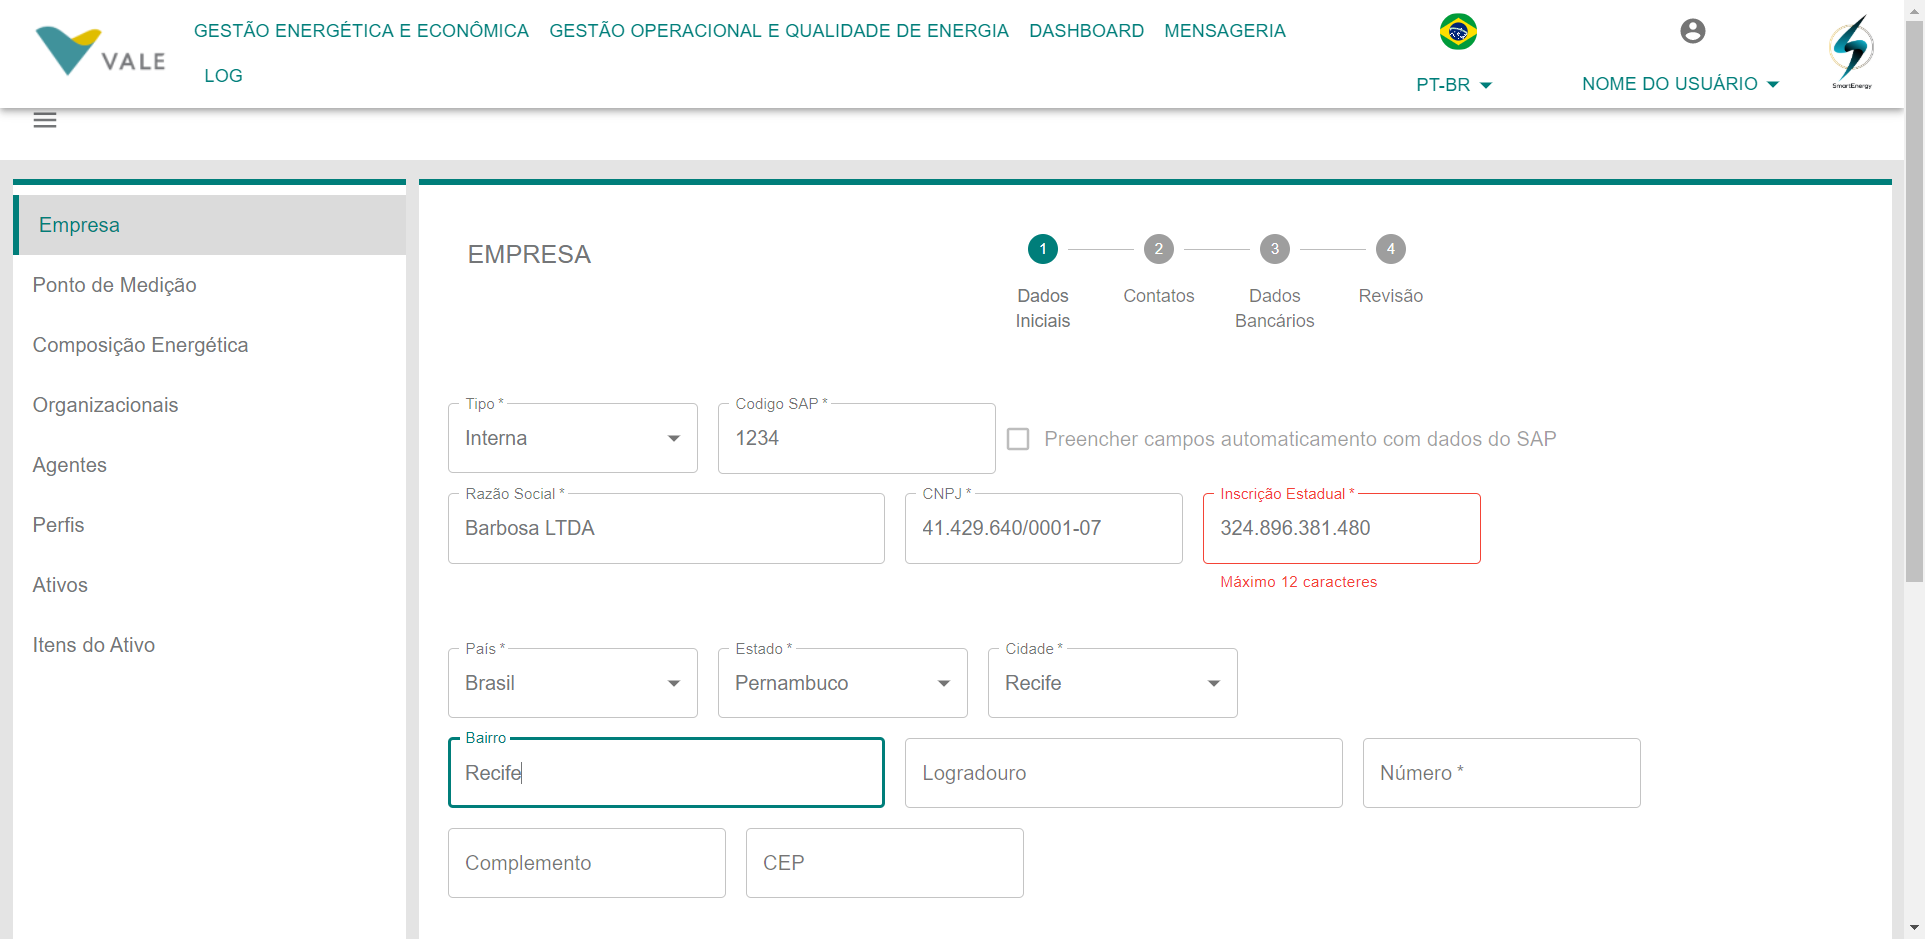 VALE
GESTÃO ENERGÉTICA E ECONÔMICA GESTÃO OPERACIONAL E QUALIDADE DE ENERGIA DASHBOARD MENSAGERIA
LOG
PT-BR
NOME DO USUÁRIO
SmartEnergy
Empresa
Ponto de Medição
Composição Energética
Organizacionais
Agentes
Perfis
Ativos
Itens do Ativo
EMPRESA
1 2 3 4
Dados Iniciais
Contatos
Dados Bancários
Revisão
Tipo *
Interna
Codigo SAP *
1234
Preencher campos automaticamento com dados do SAP
Razão Social *
Barbosa LTDA
CNPJ *
41.429.640/0001-07
Inscrição Estadual *
324.896.381.480
Máximo 12 caracteres
País *
Brasil
Estado *
Pernambuco
Cidade *
Recife
Bairro
Recife
Logradouro
Número *
Complemento
CEP